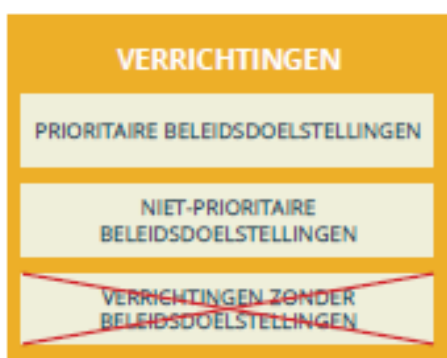 VERRICHTINGEN
PRIORITAIRE BELEIDSDOELSTELLINGEN
NIET-PRIORITAIRE
BELEIDSDOELSTELLINGEN
VERRICHTINGEN ZONDER
BELEIDSDOELSTELLINGEN